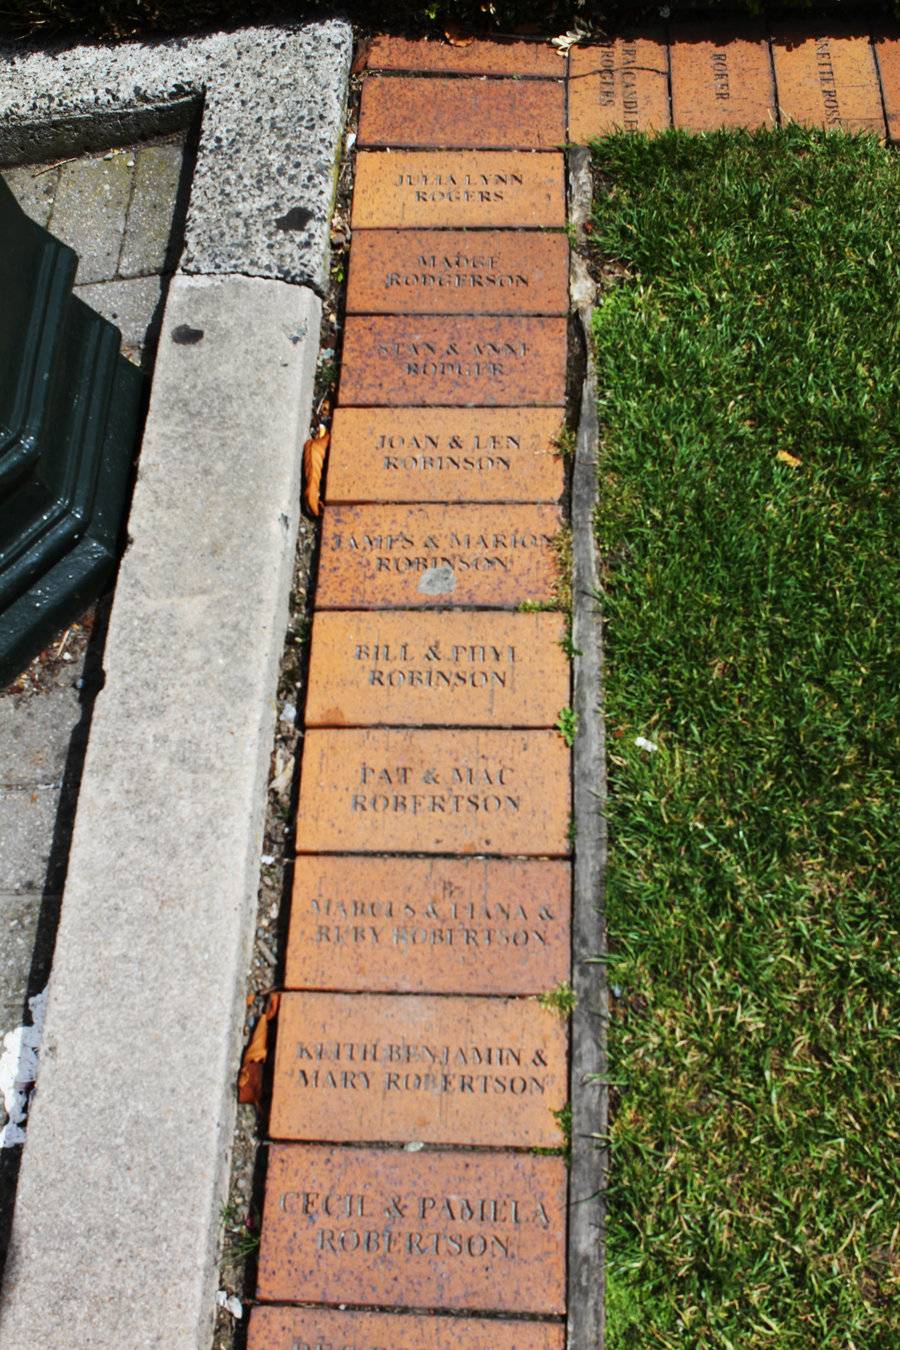 JULIA LYNN
ROGERS
MADGE
RODGERSON
STAN & ANNE
RODGER
JOAN & LEN
ROBINSON
JAMES & MARION
ROBINSON
BILL & PHYL
ROBINSON
PAT & MAC
ROBERTSON
MARCUS & LIANA &
RUBY ROBERTSON
KEITH BENJAMIN &
MARY ROBERTSON
CECIL & PAMELA
ROBERTSON
ROGERS
ROEER
ROSS